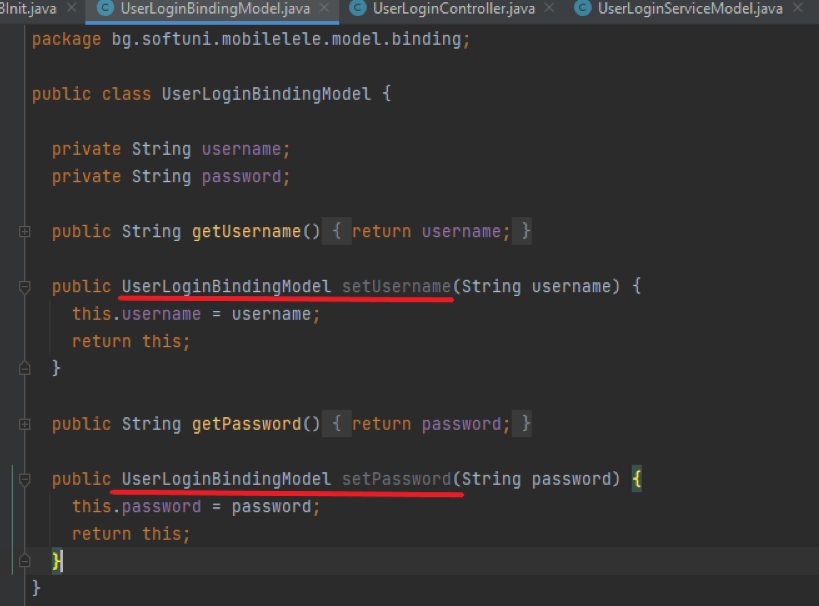 BInit.java UserLoginBindingModel.java UserLoginController.java UserLoginServiceModel.java
package bg.softuni.mobilelele.model.binding;
public class UserLoginBindingModel {
private String username;
private String password;
public String getUsername() { return username; }
public UserLoginBindingModel setUsername(String username) {
this.username = username;
return this;
}
public String getPassword() { return password; }
public UserLoginBindingModel setPassword(String password) {
this.password = password;
return this;
}
}